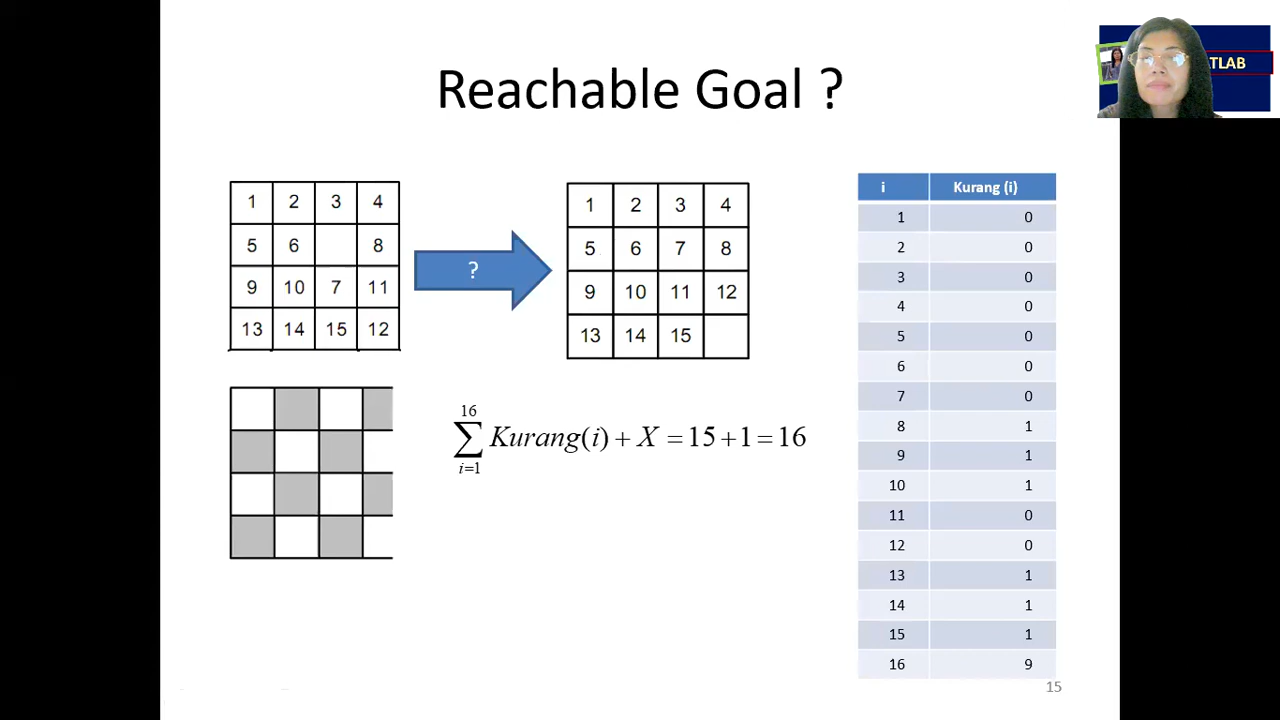 Reachable Goal ?
TLAB
1 2 3 4
5 6 8
9 10 7 11
13 14 15 12
?
1 2 3 4
5 6 7 8
9 10 11 12
13 14 15
16
∑ Kurang(i) + X = 15 + 1 = 16
i=1
i Kurang (i)
1 0
2 0
3 0
4 0
5 0
6 0
7 0
8 1
9 1
10 1
11 0
12 0
13 1
14 1
15 1
16 9
15